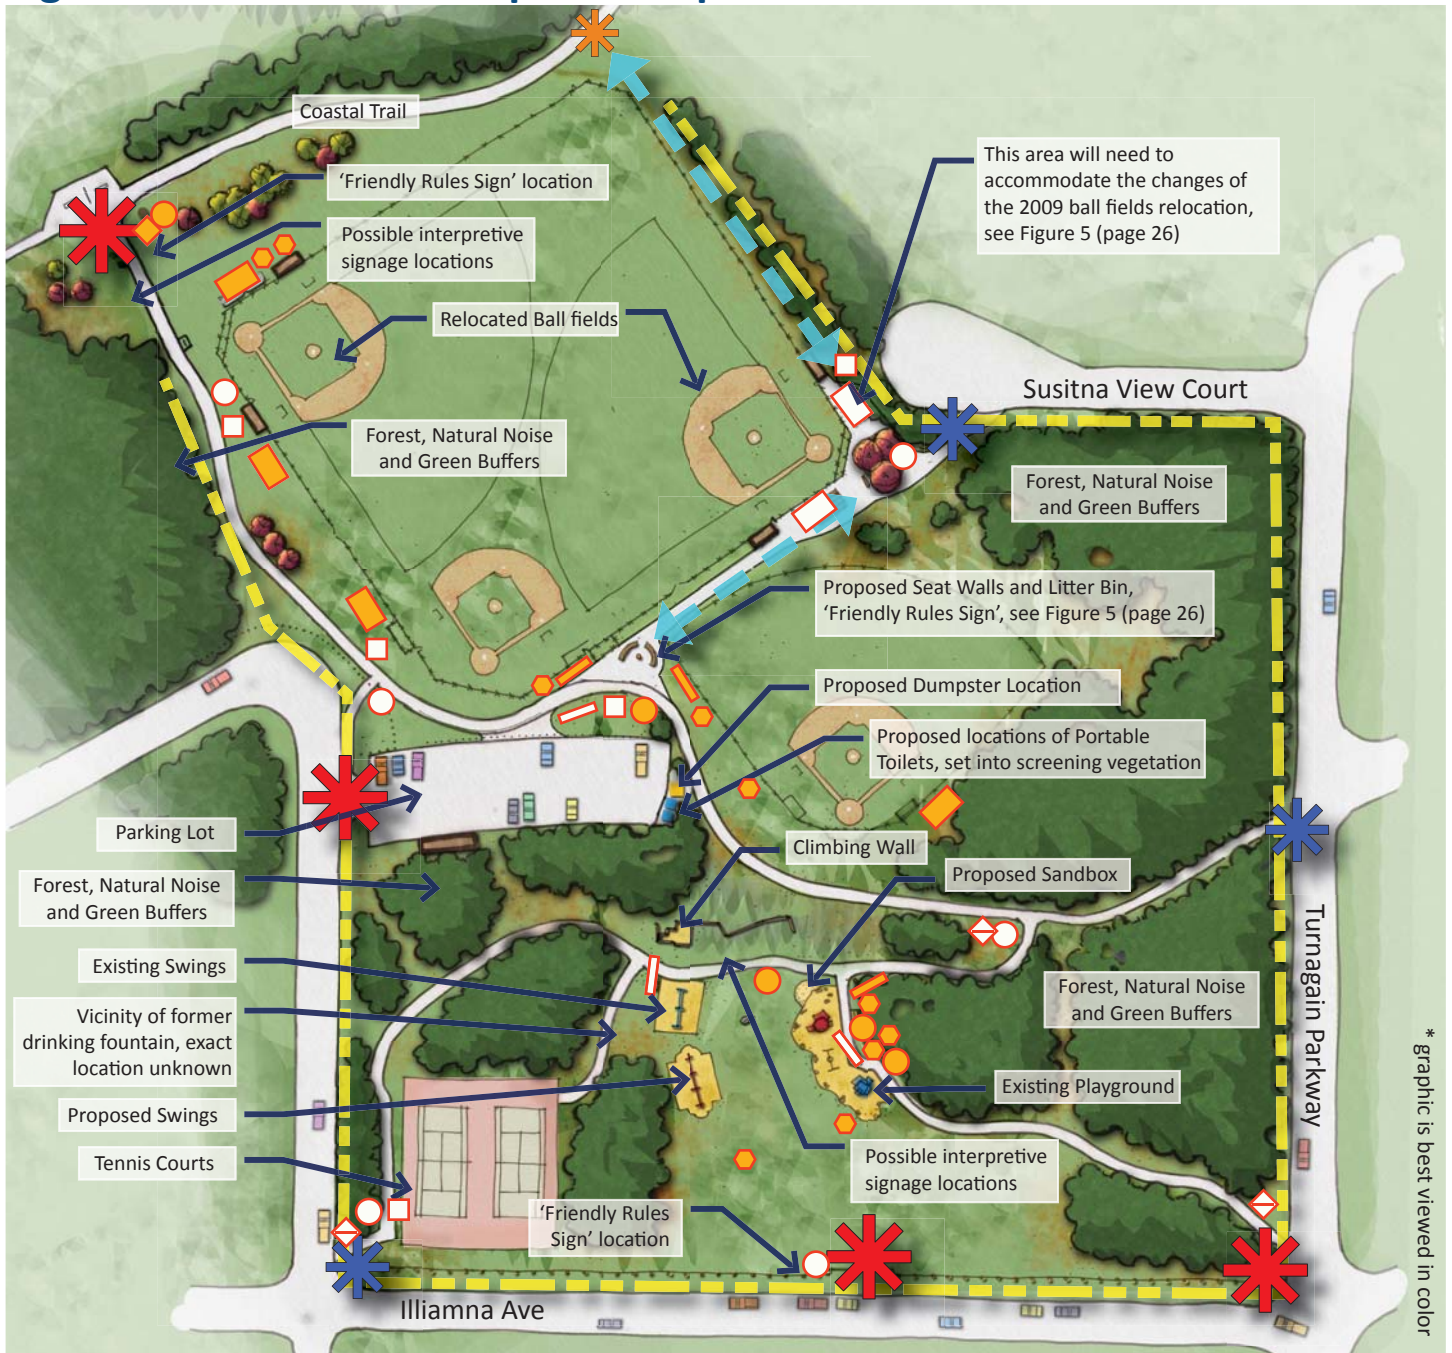 Coastal Trail
'Friendly Rules Sign' location
Possible interpretive
signage locations
This area will need to
accommodate the changes of
the 2009 ball fields relocation,
see Figure 5 (page 26)
Relocated Ball fields
Susitna View Court
Forest, Natural Noise
and Green Buffers
Forest, Natural Noise
and Green Buffers
Proposed Seat Walls and Litter Bin,
'Friendly Rules Sign', see Figure 5 (page 26)
Proposed Dumpster Location
Proposed locations of Portable
Toilets, set into screening vegetation
Parking Lot
Climbing Wall
Proposed Sandbox
Forest, Natural Noise
and Green Buffers
Existing Swings
Vicinity of former
drinking fountain, exact
location unknown
Forest, Natural Noise
and Green Buffers
Turnagain Parkway
Existing Playground
Proposed Swings
Tennis Courts
Possible interpretive
signage locations
'Friendly Rules
Sign' location
Illiamna Ave
* graphic is best viewed in color